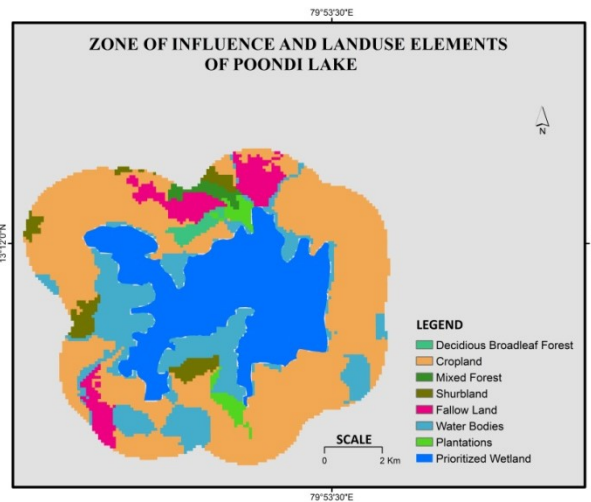 79°53'30"E
ZONE OF INFLUENCE AND LANDUSE ELEMENTS
OF POONDI LAKE
N
13°12'0"N
LEGEND
Decidious Broadleaf Forest
Cropland
Mixed Forest
Shurbland
Fallow Land
Water Bodies
Plantations
Prioritized Wetland
SCALE
0 2 Km
79°53'30"E